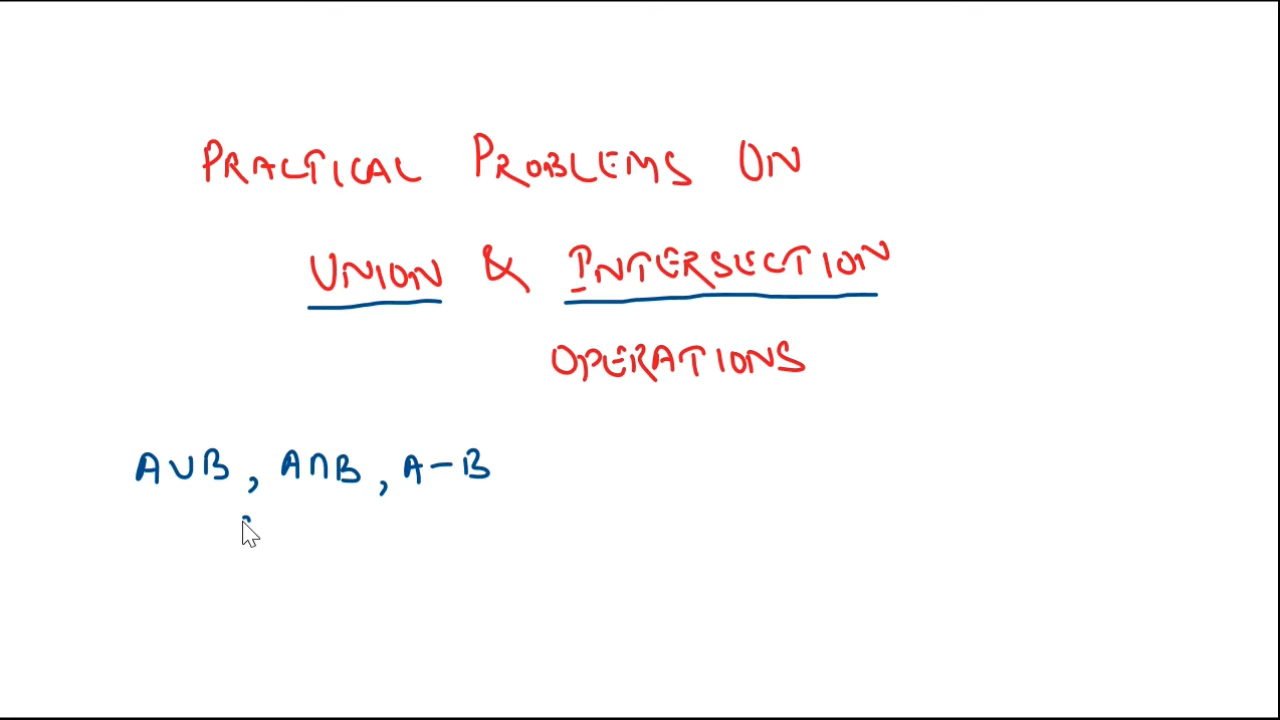 PRACTICAL PROBLEMS ON
UNION & INTERSECTION
OPERATIONS
A∪B, A∩B, A-B